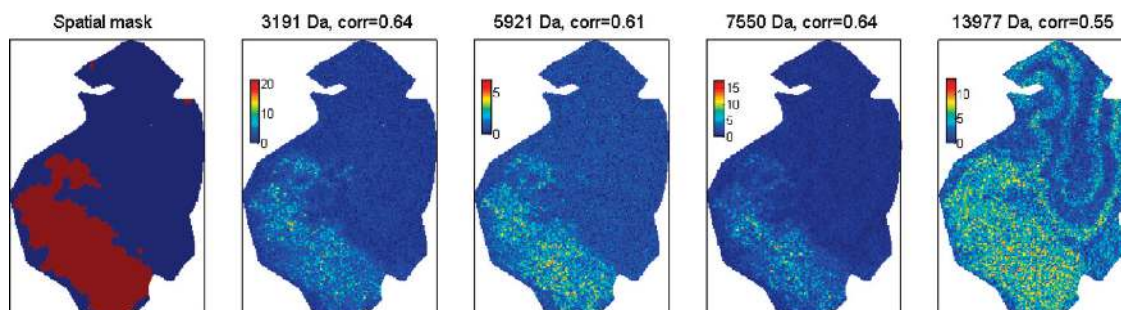 Spatial mask
3191 Da, corr=0.64
5921 Da, corr=0.61
7550 Da, corr=0.64
13977 Da, corr=0.55
20
10
0
5
0
15
10
5
0
10
5
0